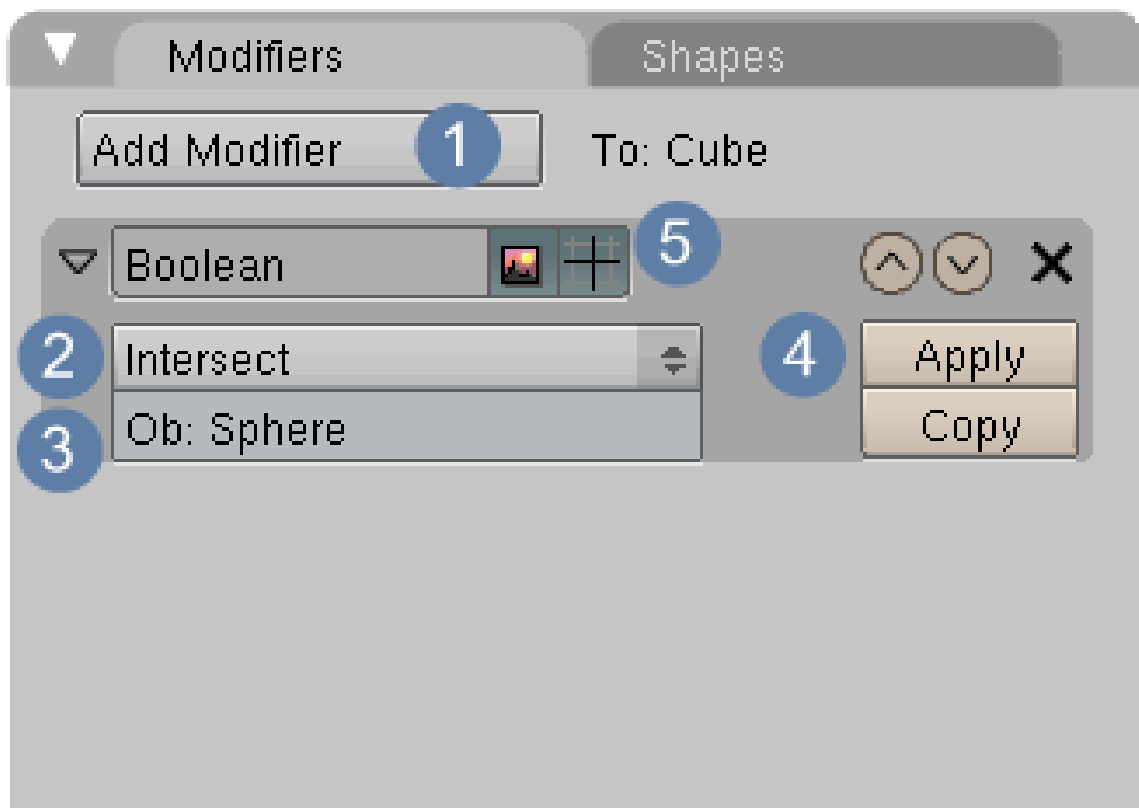 Modifiers Shapes
Add Modifier 1 To: Cube
Boolean 5
2 Intersect 4 Apply
3 Ob: Sphere Copy